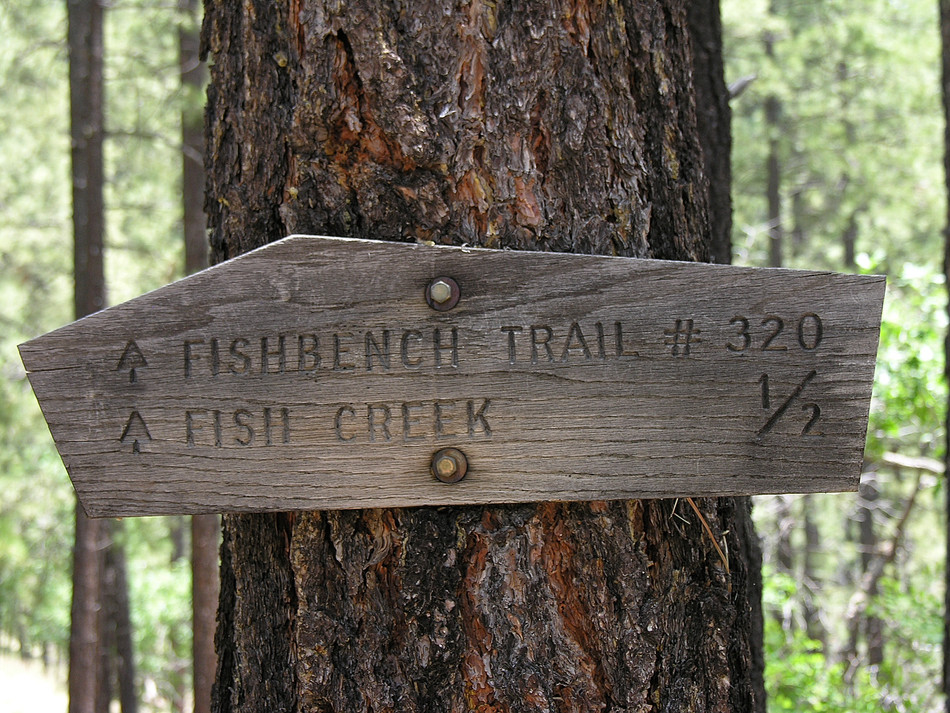 ↑ FISHBENCH TRAIL # 320
↑ FISH CREEK 1/2